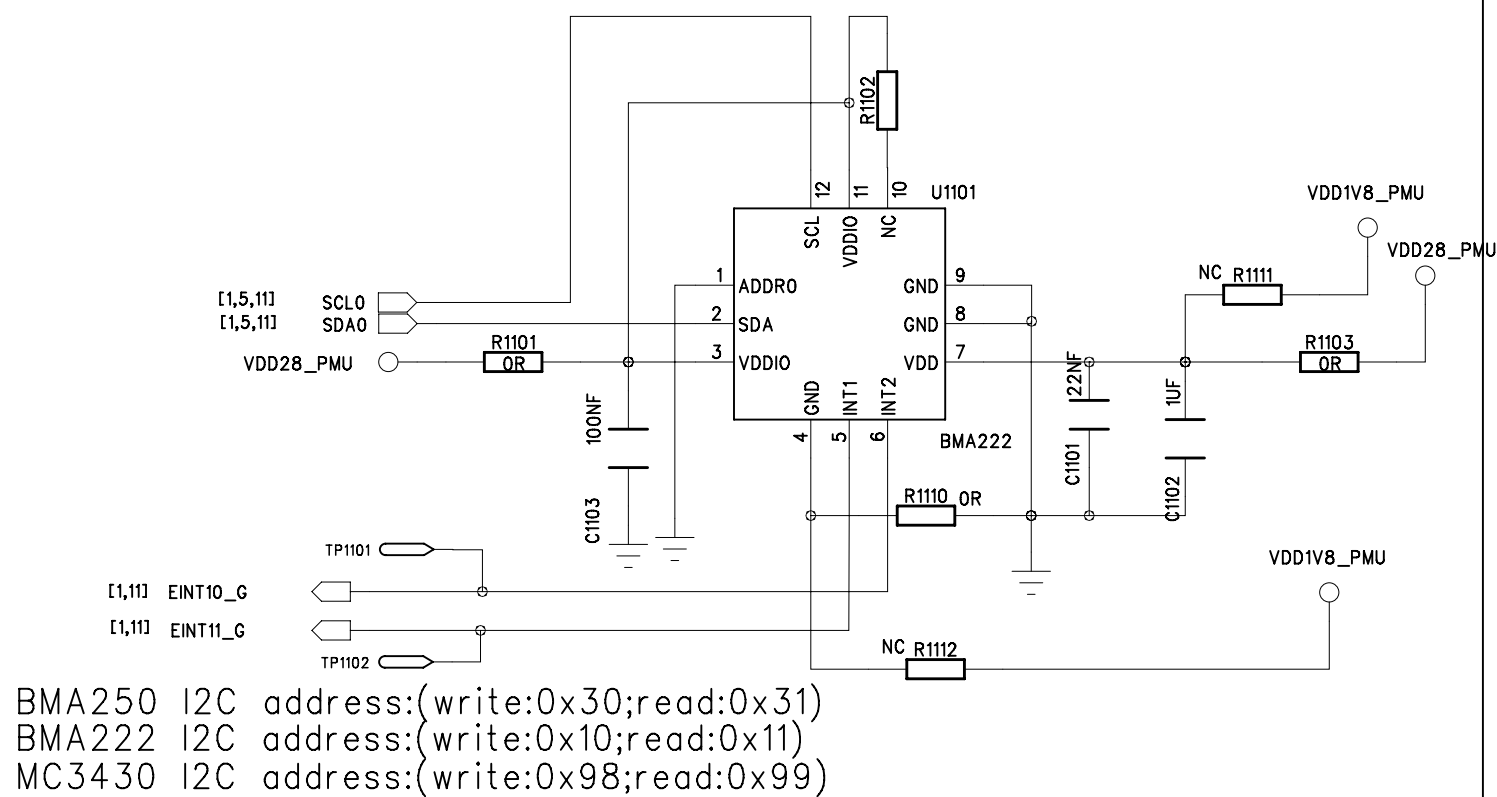 R1102
12
11
10
U1101
SCL
VDDIO
NC
VDD1V8_PMU
VDD28_PMU
NC R1111
1
ADDR0
GND
9
[1,5,11] SCL0
[1,5,11] SDA0
2
SDA
GND
8
VDD28_PMU
R1101
0R
3
VDDIO
VDD
7
R1103
0R
GND
INT1
INT2
22NF
1UF
100NF
4
5
6
BMA222
C1101
C1102
C1103
R1110 0R
TP1101
VDD1V8_PMU
[1,11] EINT10_G
[1,11] EINT11_G
TP1102
NC R1112
BMA250 I2C address:(write:0x30;read:0x31)
BMA222 I2C address:(write:0x10;read:0x11)
MC3430 I2C address:(write:0x98;read:0x99)